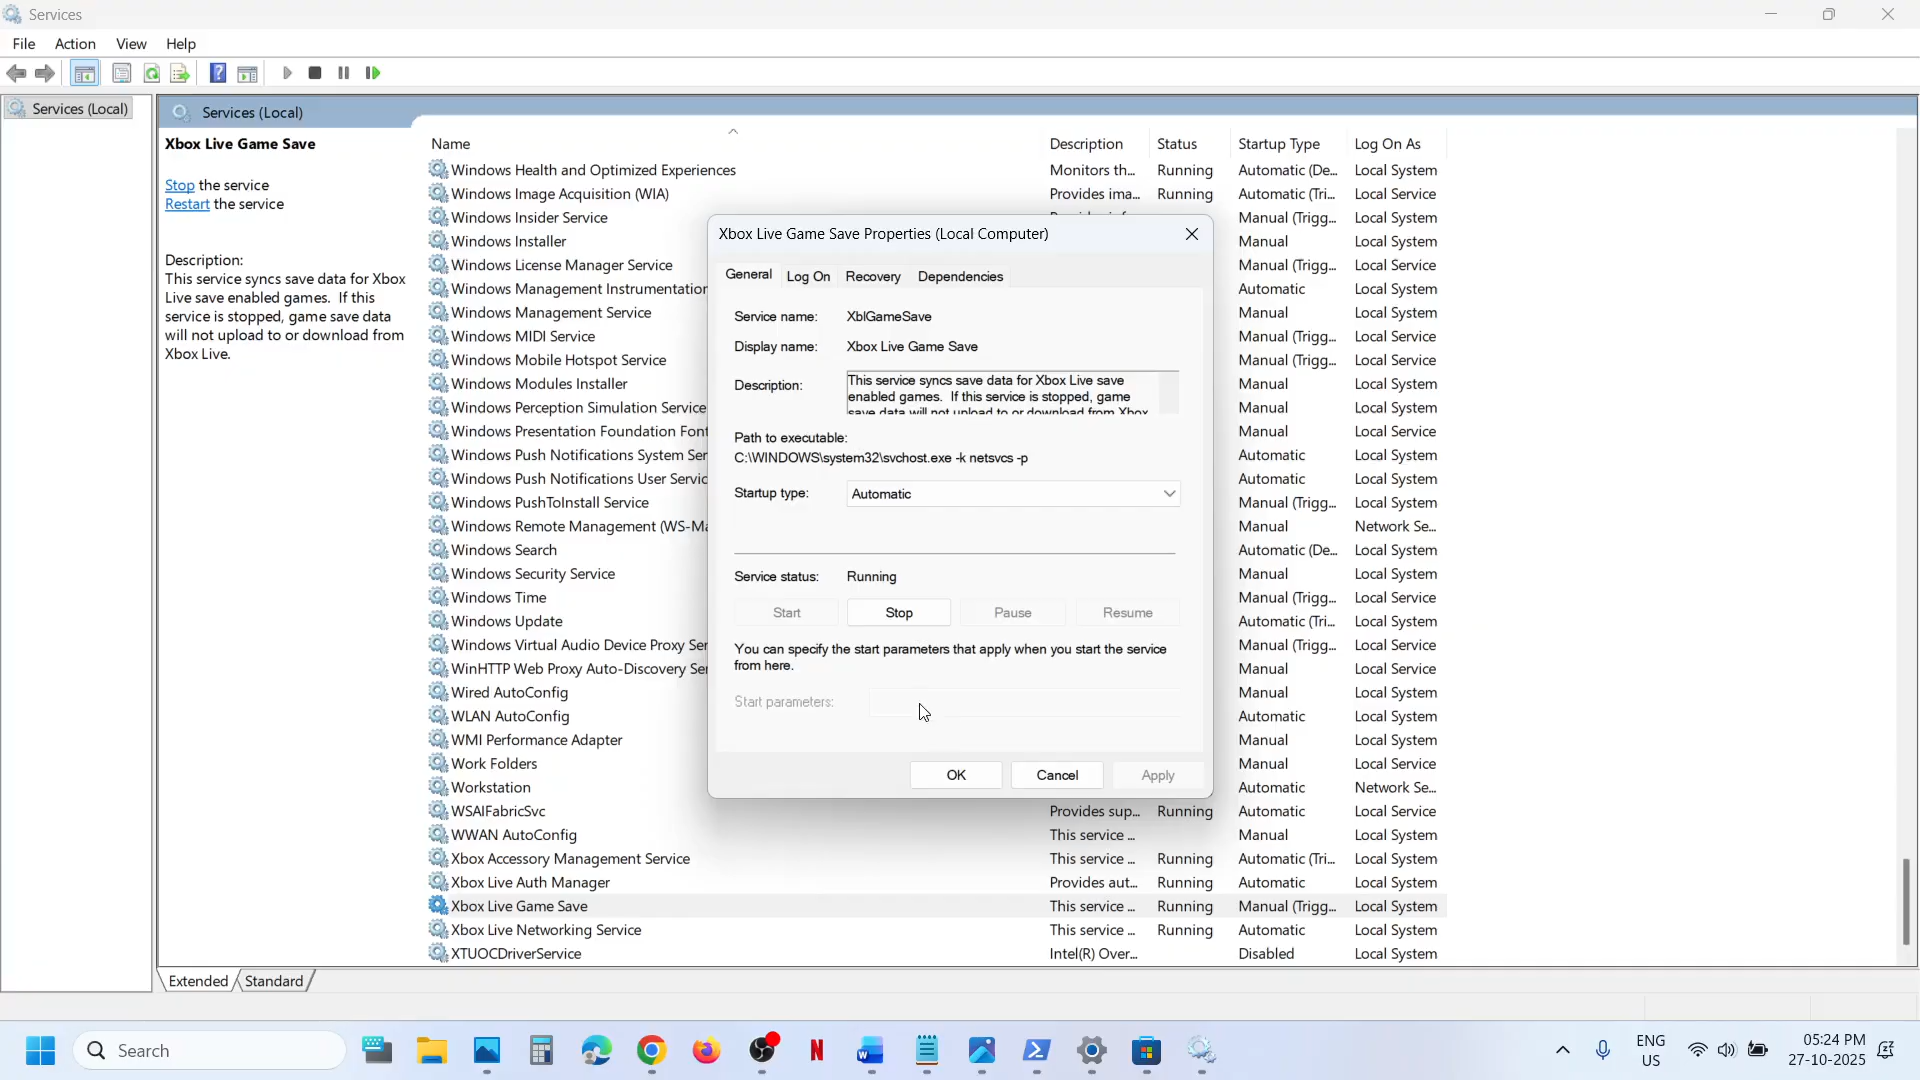 Services
File Action View Help
Services (Local)
Services (Local)
Xbox Live Game Save
Stop the service
Restart the service
Description:
This service syncs save data for Xbox
Live save enabled games. If this
service is stopped, game save data
will not upload to or download from
Xbox Live.
Name Description Status Startup Type Log On As
Windows Health and Optimized Experiences Monitors th... Running Automatic (De... Local System
Windows Image Acquisition (WIA) Provides ima... Running Automatic (Tri... Local Service
Windows Insider Service Manual (Trigg... Local System
Windows Installer Manual Local System
Windows License Manager Service Manual (Trigg... Local Service
Windows Management Instrumentation Automatic Local System
Windows Management Service Manual Local System
Windows MIDI Service Manual (Trigg... Local Service
Windows Mobile Hotspot Service Manual (Trigg... Local Service
Windows Modules Installer Manual Local System
Windows Perception Simulation Service Manual Local System
Windows Presentation Foundation Font Manual Local Service
Windows Push Notifications System Ser Automatic Local System
Windows Push Notifications User Servic Automatic Local System
Windows PushToInstall Service Manual (Trigg... Local System
Windows Remote Management (WS-Ma Manual Network Se...
Windows Search Automatic (De... Local System
Windows Security Service Manual Local System
Windows Time Manual (Trigg... Local Service
Windows Update Automatic (Tri... Local System
Windows Virtual Audio Device Proxy Ser Manual (Trigg... Local System
WinHTTP Web Proxy Auto-Discovery Ser Manual Local Service
Wired AutoConfig Manual Local System
WLAN AutoConfig Automatic Local System
WMI Performance Adapter Manual Local System
Work Folders Manual Local Service
Workstation Automatic Network Se...
WSAIFabricSvc Provides sup... Running Automatic Local Service
WWAN AutoConfig This service ... Manual Local System
Xbox Accessory Management Service This service ... Running Automatic (Tri... Local System
Xbox Live Auth Manager Provides aut... Running Automatic Local System
Xbox Live Game Save This service ... Running Manual (Trigg... Local System
Xbox Live Networking Service This service ... Running Automatic Local System
XTUOCDriverService Intel(R) Over... Disabled Local System
Xbox Live Game Save Properties (Local Computer)
General Log On Recovery Dependencies
Service name: XblGameSave
Display name: Xbox Live Game Save
Description: This service syncs save data for Xbox Live save
enabled games. If this service is stopped, game
save data will not upload to or download from Xbox
Path to executable:
C:\WINDOWS\system32\svchost.exe -k netsvcs -p
Startup type: Automatic
Service status: Running
Start Stop Pause Resume
You can specify the start parameters that apply when you start the service
from here.
Start parameters:
OK Cancel Apply
Extended Standard
Search
ENG
US
05:24 PM
27-10-2025